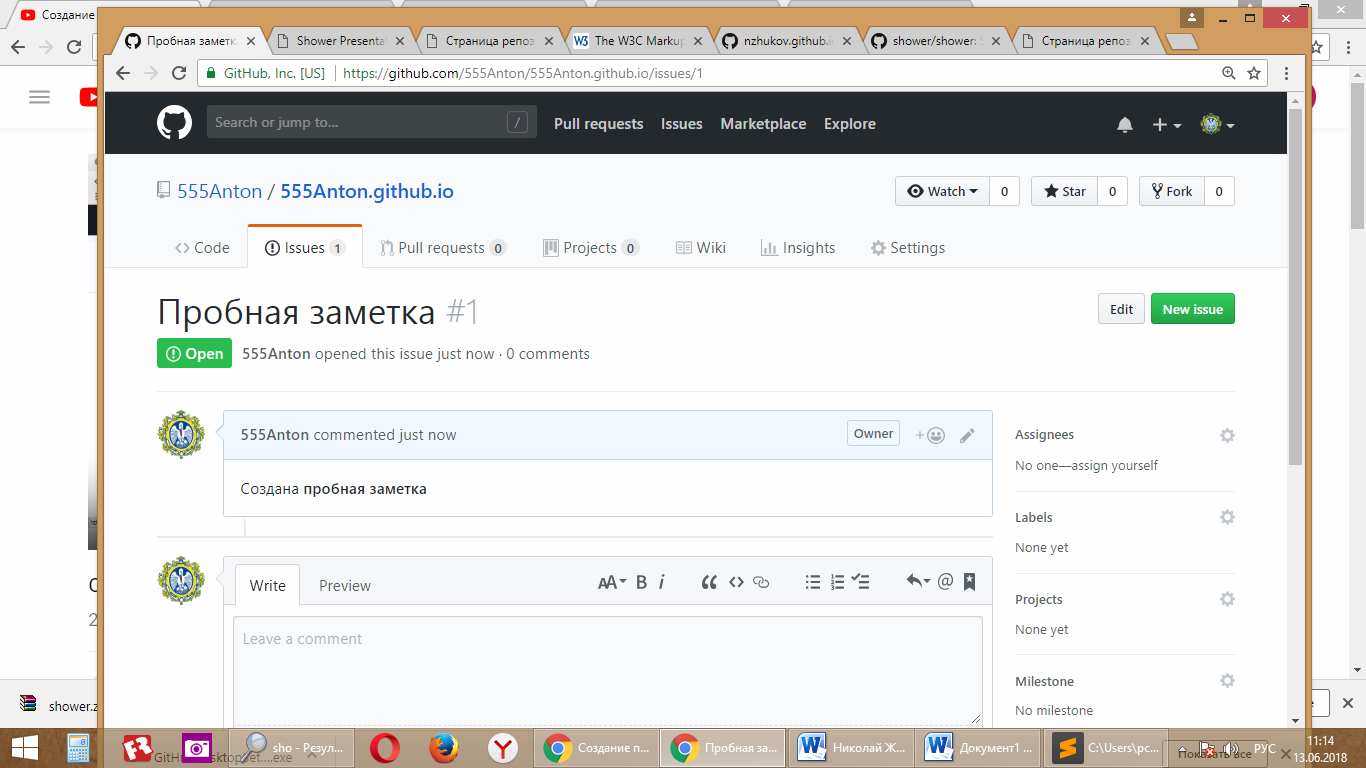 Создание
Пробная заметк
Shower Presenta
Страница репоз
The W3C Markup
nzhukov.github.i
shower/shower: S
Страница репоз
GitHub, Inc. [US] https://github.com/555Anton/555Anton.github.io/issues/1
Search or jump to... /
Pull requests Issues Marketplace Explore
555Anton / 555Anton.github.io
Watch 0 Star 0 Fork 0
Code Issues 1 Pull requests 0 Projects 0 Wiki Insights Settings
Пробная заметка #1
Edit New issue
Open 555Anton opened this issue just now · 0 comments
555Anton commented just now Owner
Создана пробная заметка
Assignees
No one—assign yourself
Labels
None yet
Projects
None yet
Milestone
No milestone
Write Preview
Leave a comment
shower.z
sho - Резул...
Создание п...
Пробная за...
Николай Ж...
Документ1 ...
C:\Users\pc...
РУС
11:14
13.06.2018
Показать все